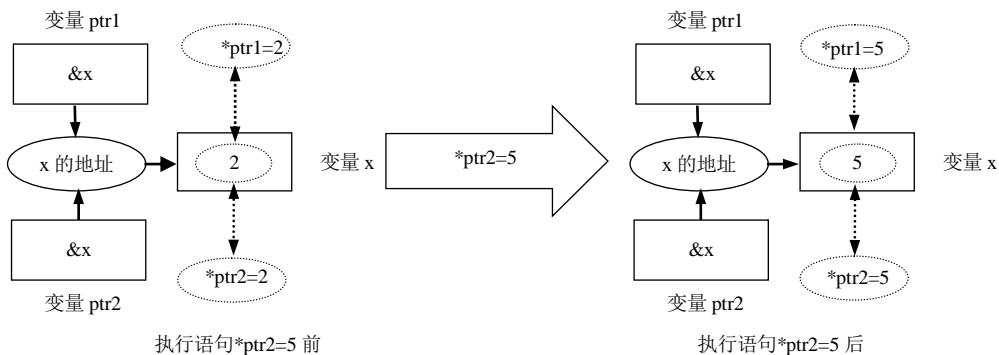 变量 ptr1
*ptr1=2
&x
x 的地址
2
变量 x
&x
*ptr2=2
变量 ptr2
执行语句*ptr2=5 前
*ptr2=5
变量 ptr1
*ptr1=5
&x
x 的地址
5
变量 x
&x
*ptr2=5
变量 ptr2
执行语句*ptr2=5 后